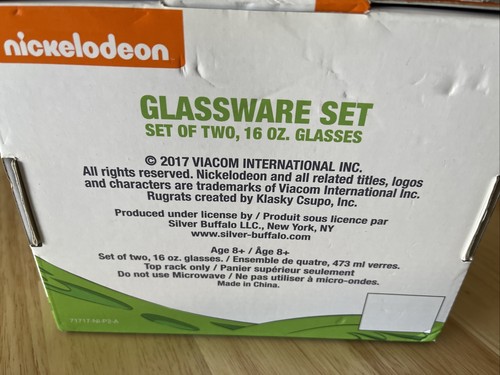 nickelodeon
GLASSWARE SET
SET OF TWO, 16 OZ. GLASSES
© 2017 VIACOM INTERNATIONAL INC.
All rights reserved. Nickelodeon and all related titles, logos
and characters are trademarks of Viacom International Inc.
Rugrats created by Klasky Csupo, Inc.
Produced under license by / Produit sous licence par
Silver Buffalo LLC., New York, NY
www.silver-buffalo.com
Age 8+ / Âge 8+
Set of two, 16 oz. glasses. / Ensemble de quatre, 473 ml verres.
Top rack only / Panier supérieur seulement
Do not use Microwave / Ne pas utiliser à micro-ondes.
Made in China.